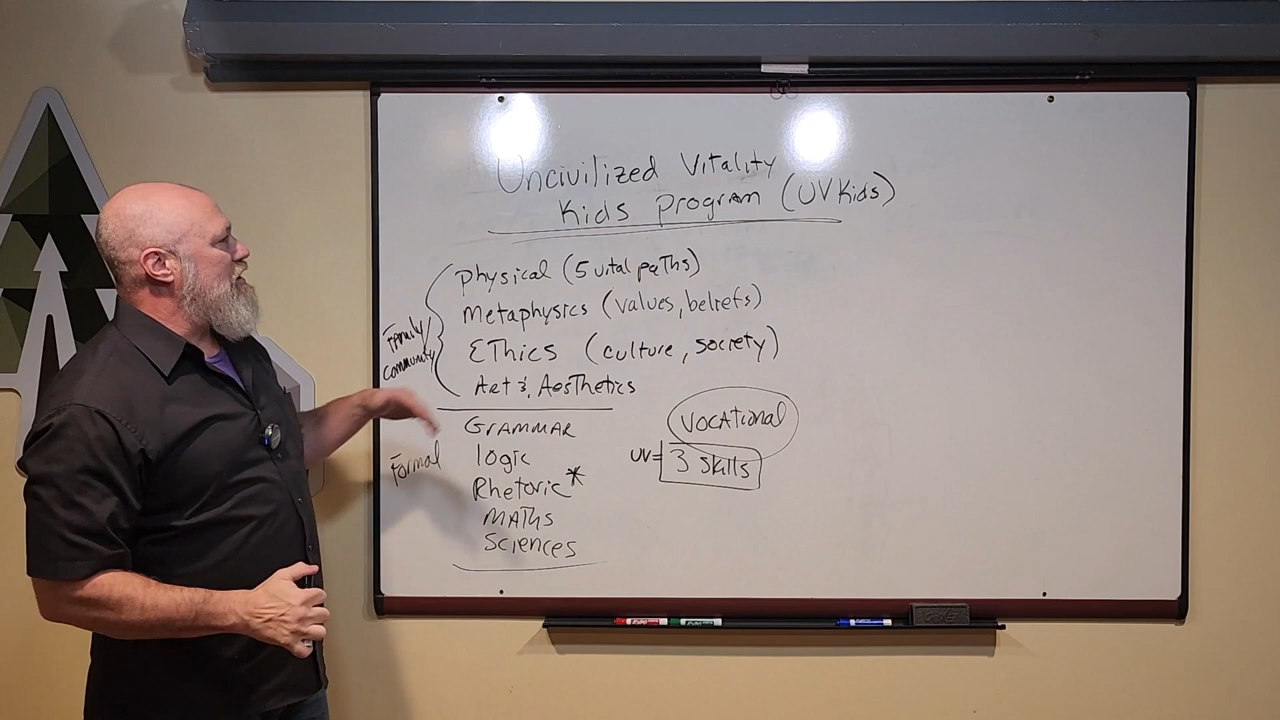 Uncivilized Vitality
Kids Program (UV Kids)
Physical (5 vital paths)
Metaphysics (values, beliefs)
Ethics (culture, society)
Art & Aesthetics
Family/
community
Grammar
logic
Rhetoric*
Maths
Sciences
Formal
Vocational
UV=
3 Skills